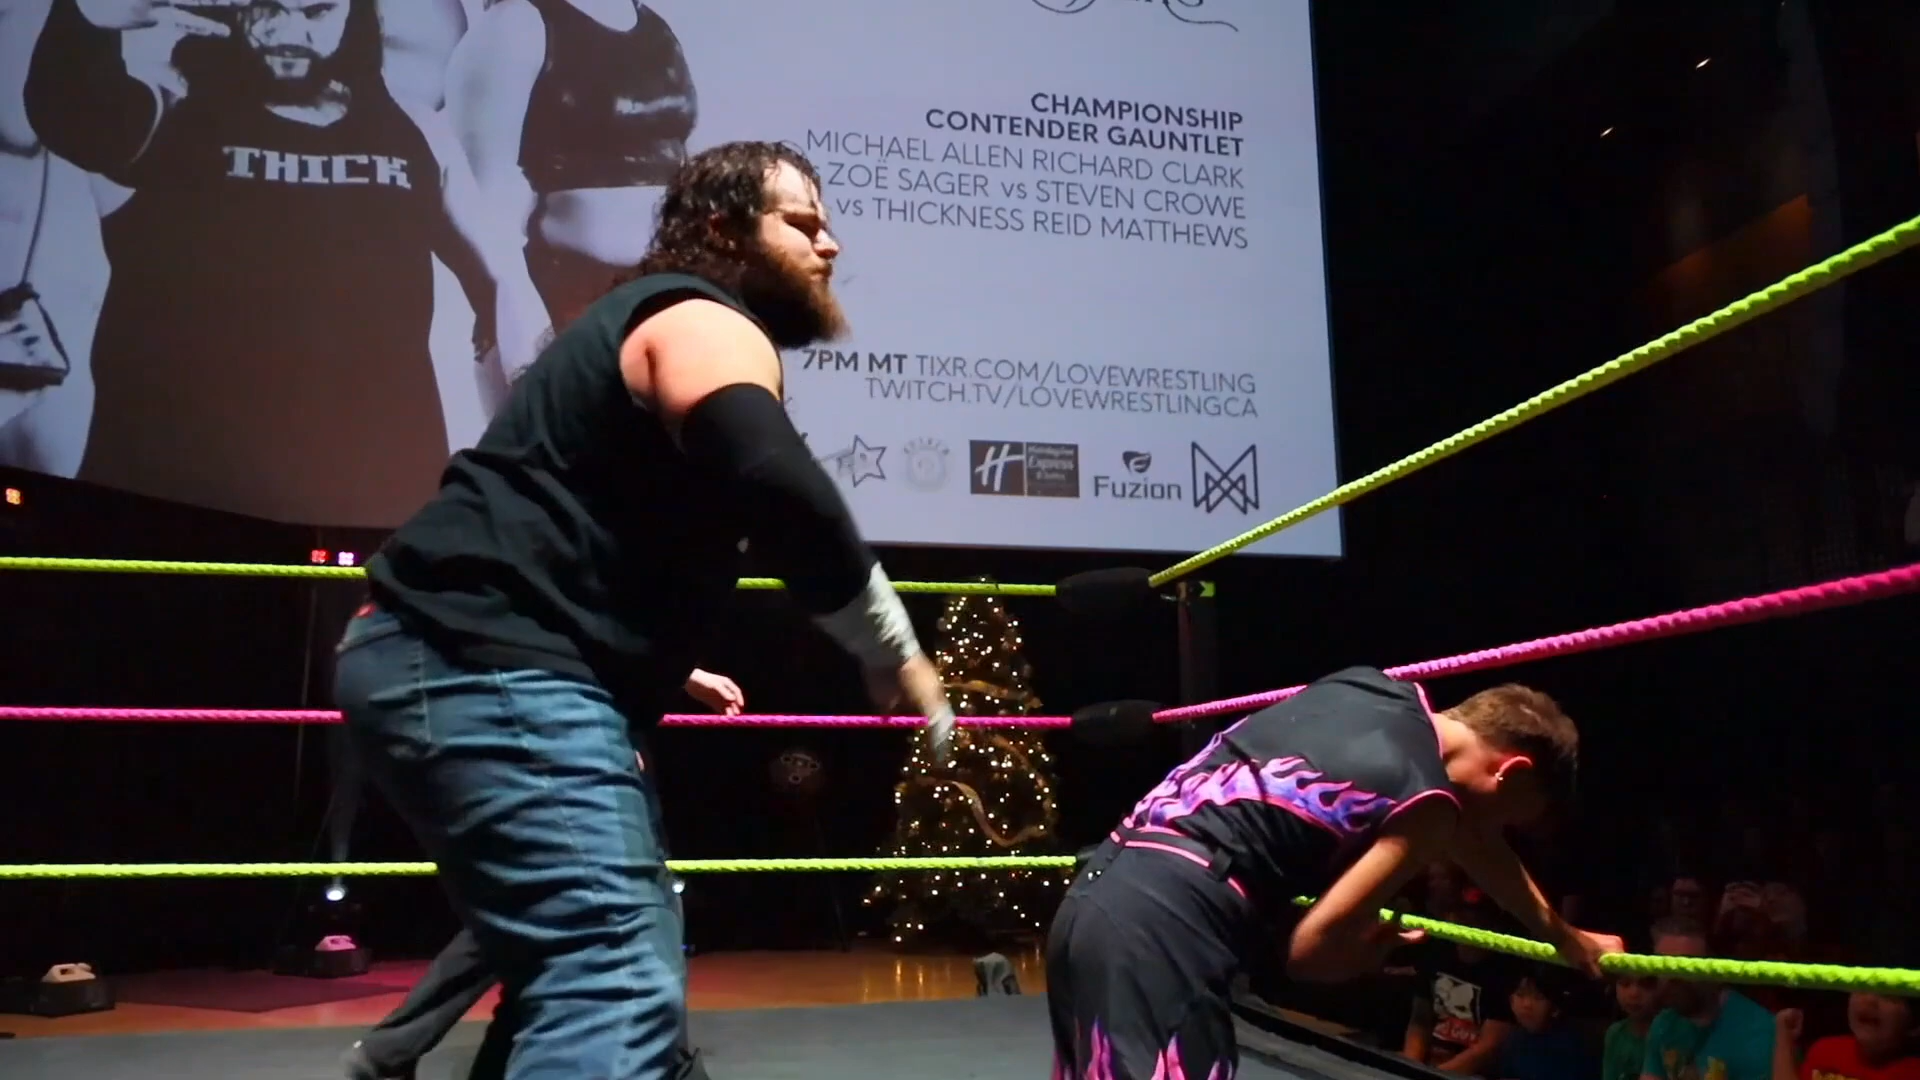 THICK
CHAMPIONSHIP
CONTENDER GAUNTLET
MICHAEL ALLEN RICHARD CLARK
ZOË SAGER vs STEVEN CROWE
vs THICKNESS REID MATTHEWS
7PM MT TIXR.COM/LOVEWRESTLING
TWITCH.TV/LOVEWRESTLINGCA
H Express
Fuzion